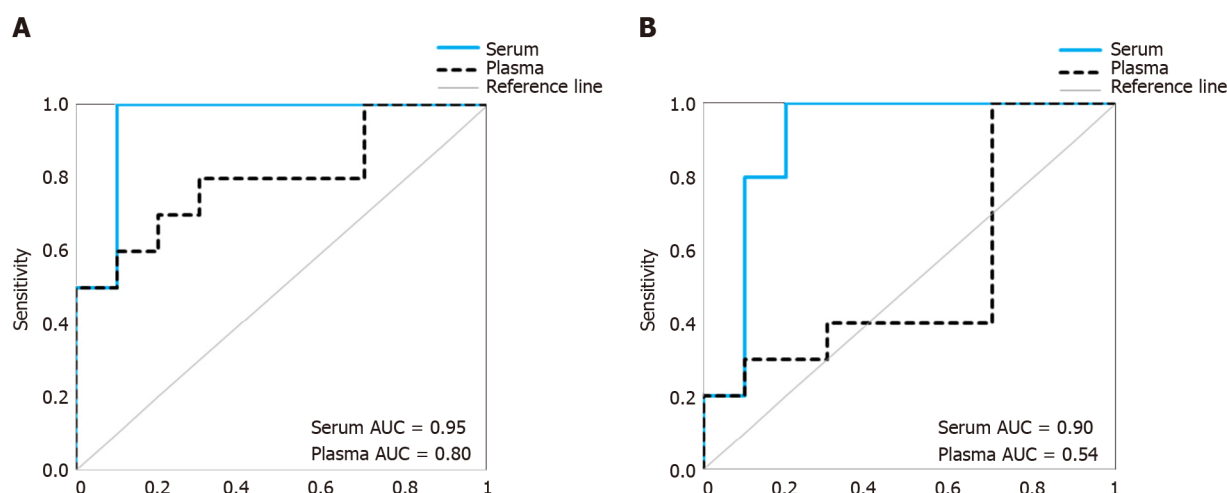 A
Serum
Plasma
Reference line
1.0
0.8
0.6
0.4
0.2
0.0
Sensitivity
Serum AUC = 0.95
Plasma AUC = 0.80
0 0.2 0.4 0.6 0.8 1
B
Serum
Plasma
Reference line
1.0
0.8
0.6
0.4
0.2
0.0
Sensitivity
Serum AUC = 0.90
Plasma AUC = 0.54
0 0.2 0.4 0.6 0.8 1